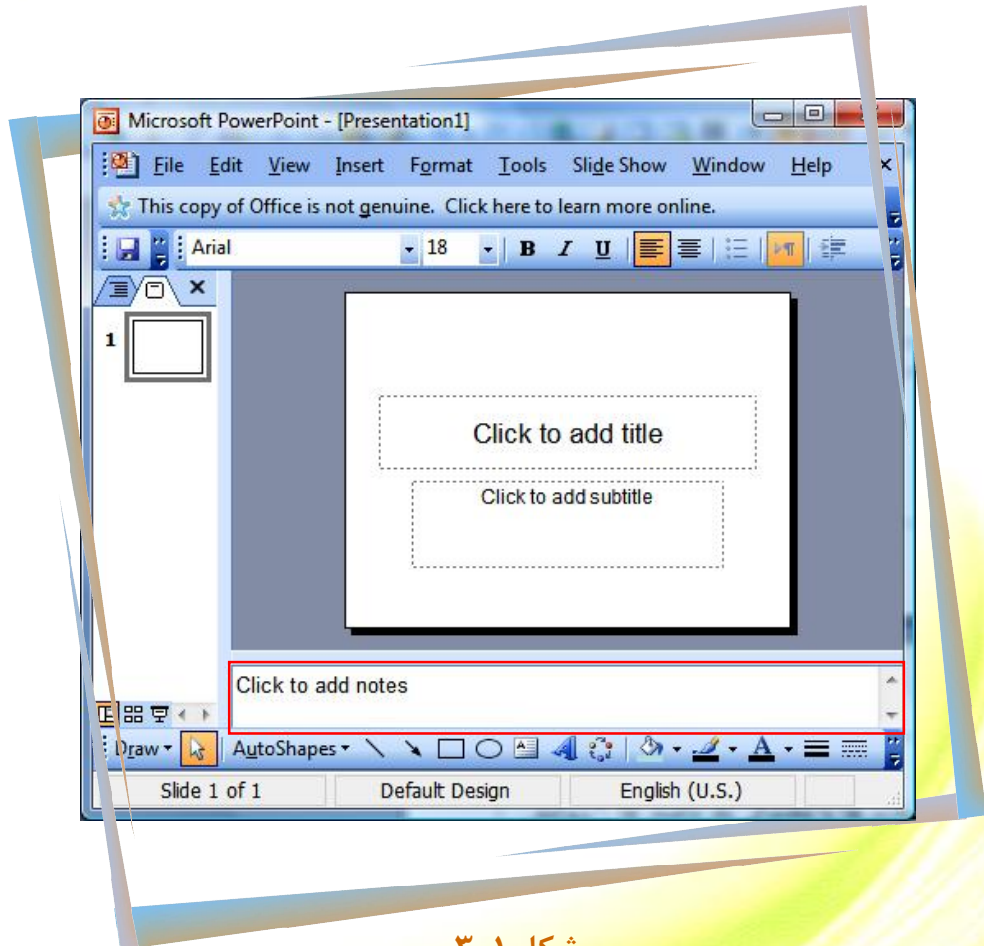 Microsoft PowerPoint - [Presentation1]
File Edit View Insert Format Tools Slide Show Window Help
This copy of Office is not genuine. Click here to learn more online.
Arial 18 B I U
1
Click to add title
Click to add subtitle
Click to add notes
Draw AutoShapes A
Slide 1 of 1 Default Design English (U.S.)